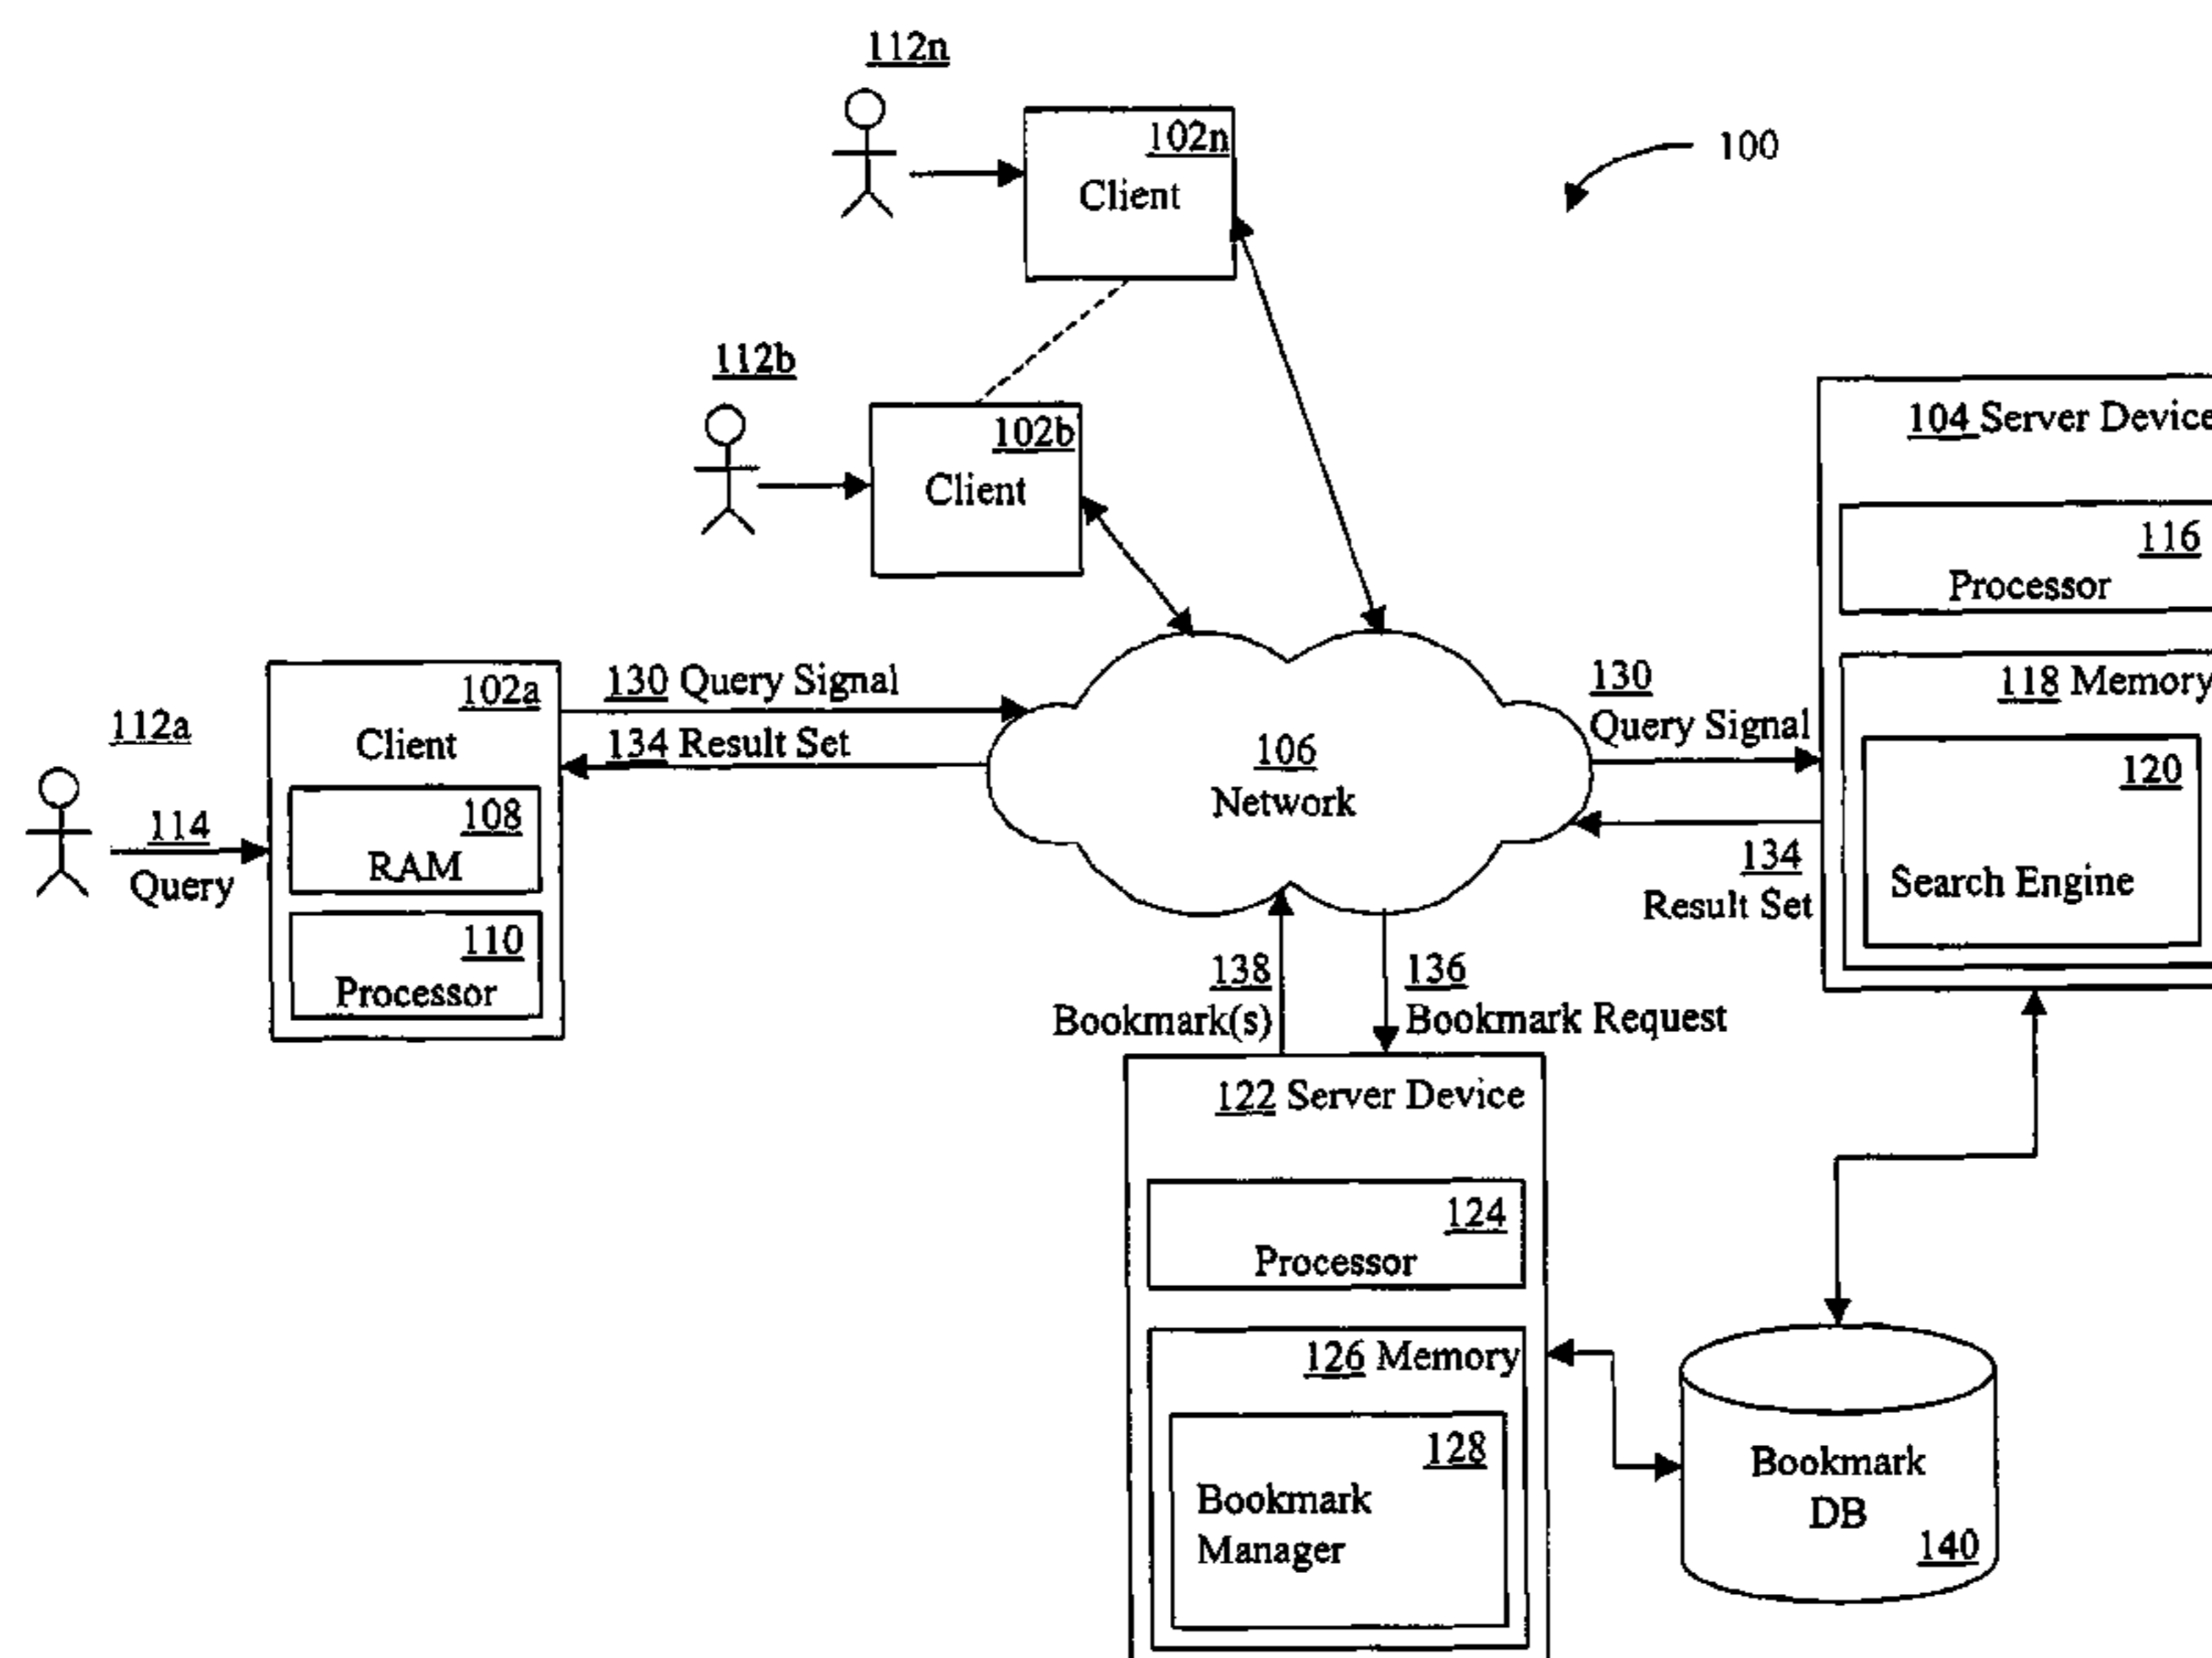 112n
102n
Client
100
112b
102b
Client
104 Server Device
116
Processor
118 Memory
120
Search Engine
112a
114
Query
102a
Client
108
RAM
110
Processor
130 Query Signal
134 Result Set
106
Network
130
Query Signal
134
Result Set
138
Bookmark(s)
136
Bookmark Request
122 Server Device
124
Processor
126 Memory
128
Bookmark
Manager
Bookmark
DB
140